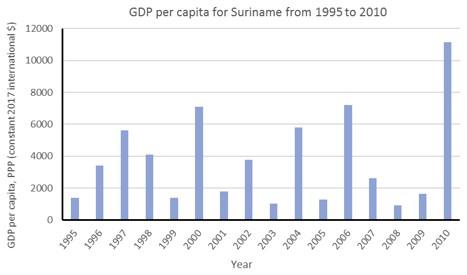 GDP per capita for Suriname from 1995 to 2010
GDP per capita, PPP (constant 2017 international $)
12000
10000
8000
6000
4000
2000
0
1995 1996 1997 1998 1999 2000 2001 2002 2003 2004 2005 2006 2007 2008 2009 2010
Year